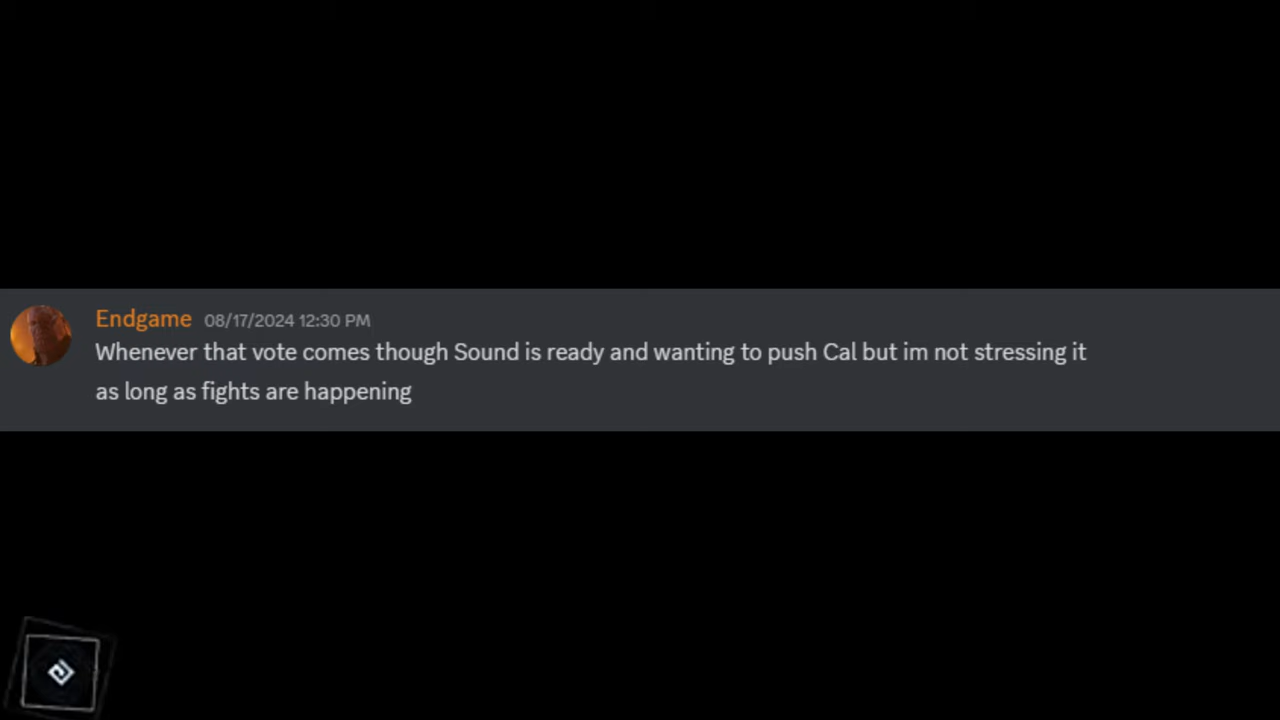 Endgame 08/17/2024 12:30 PM
Whenever that vote comes though Sound is ready and wanting to push Cal but im not stressing it
as long as fights are happening